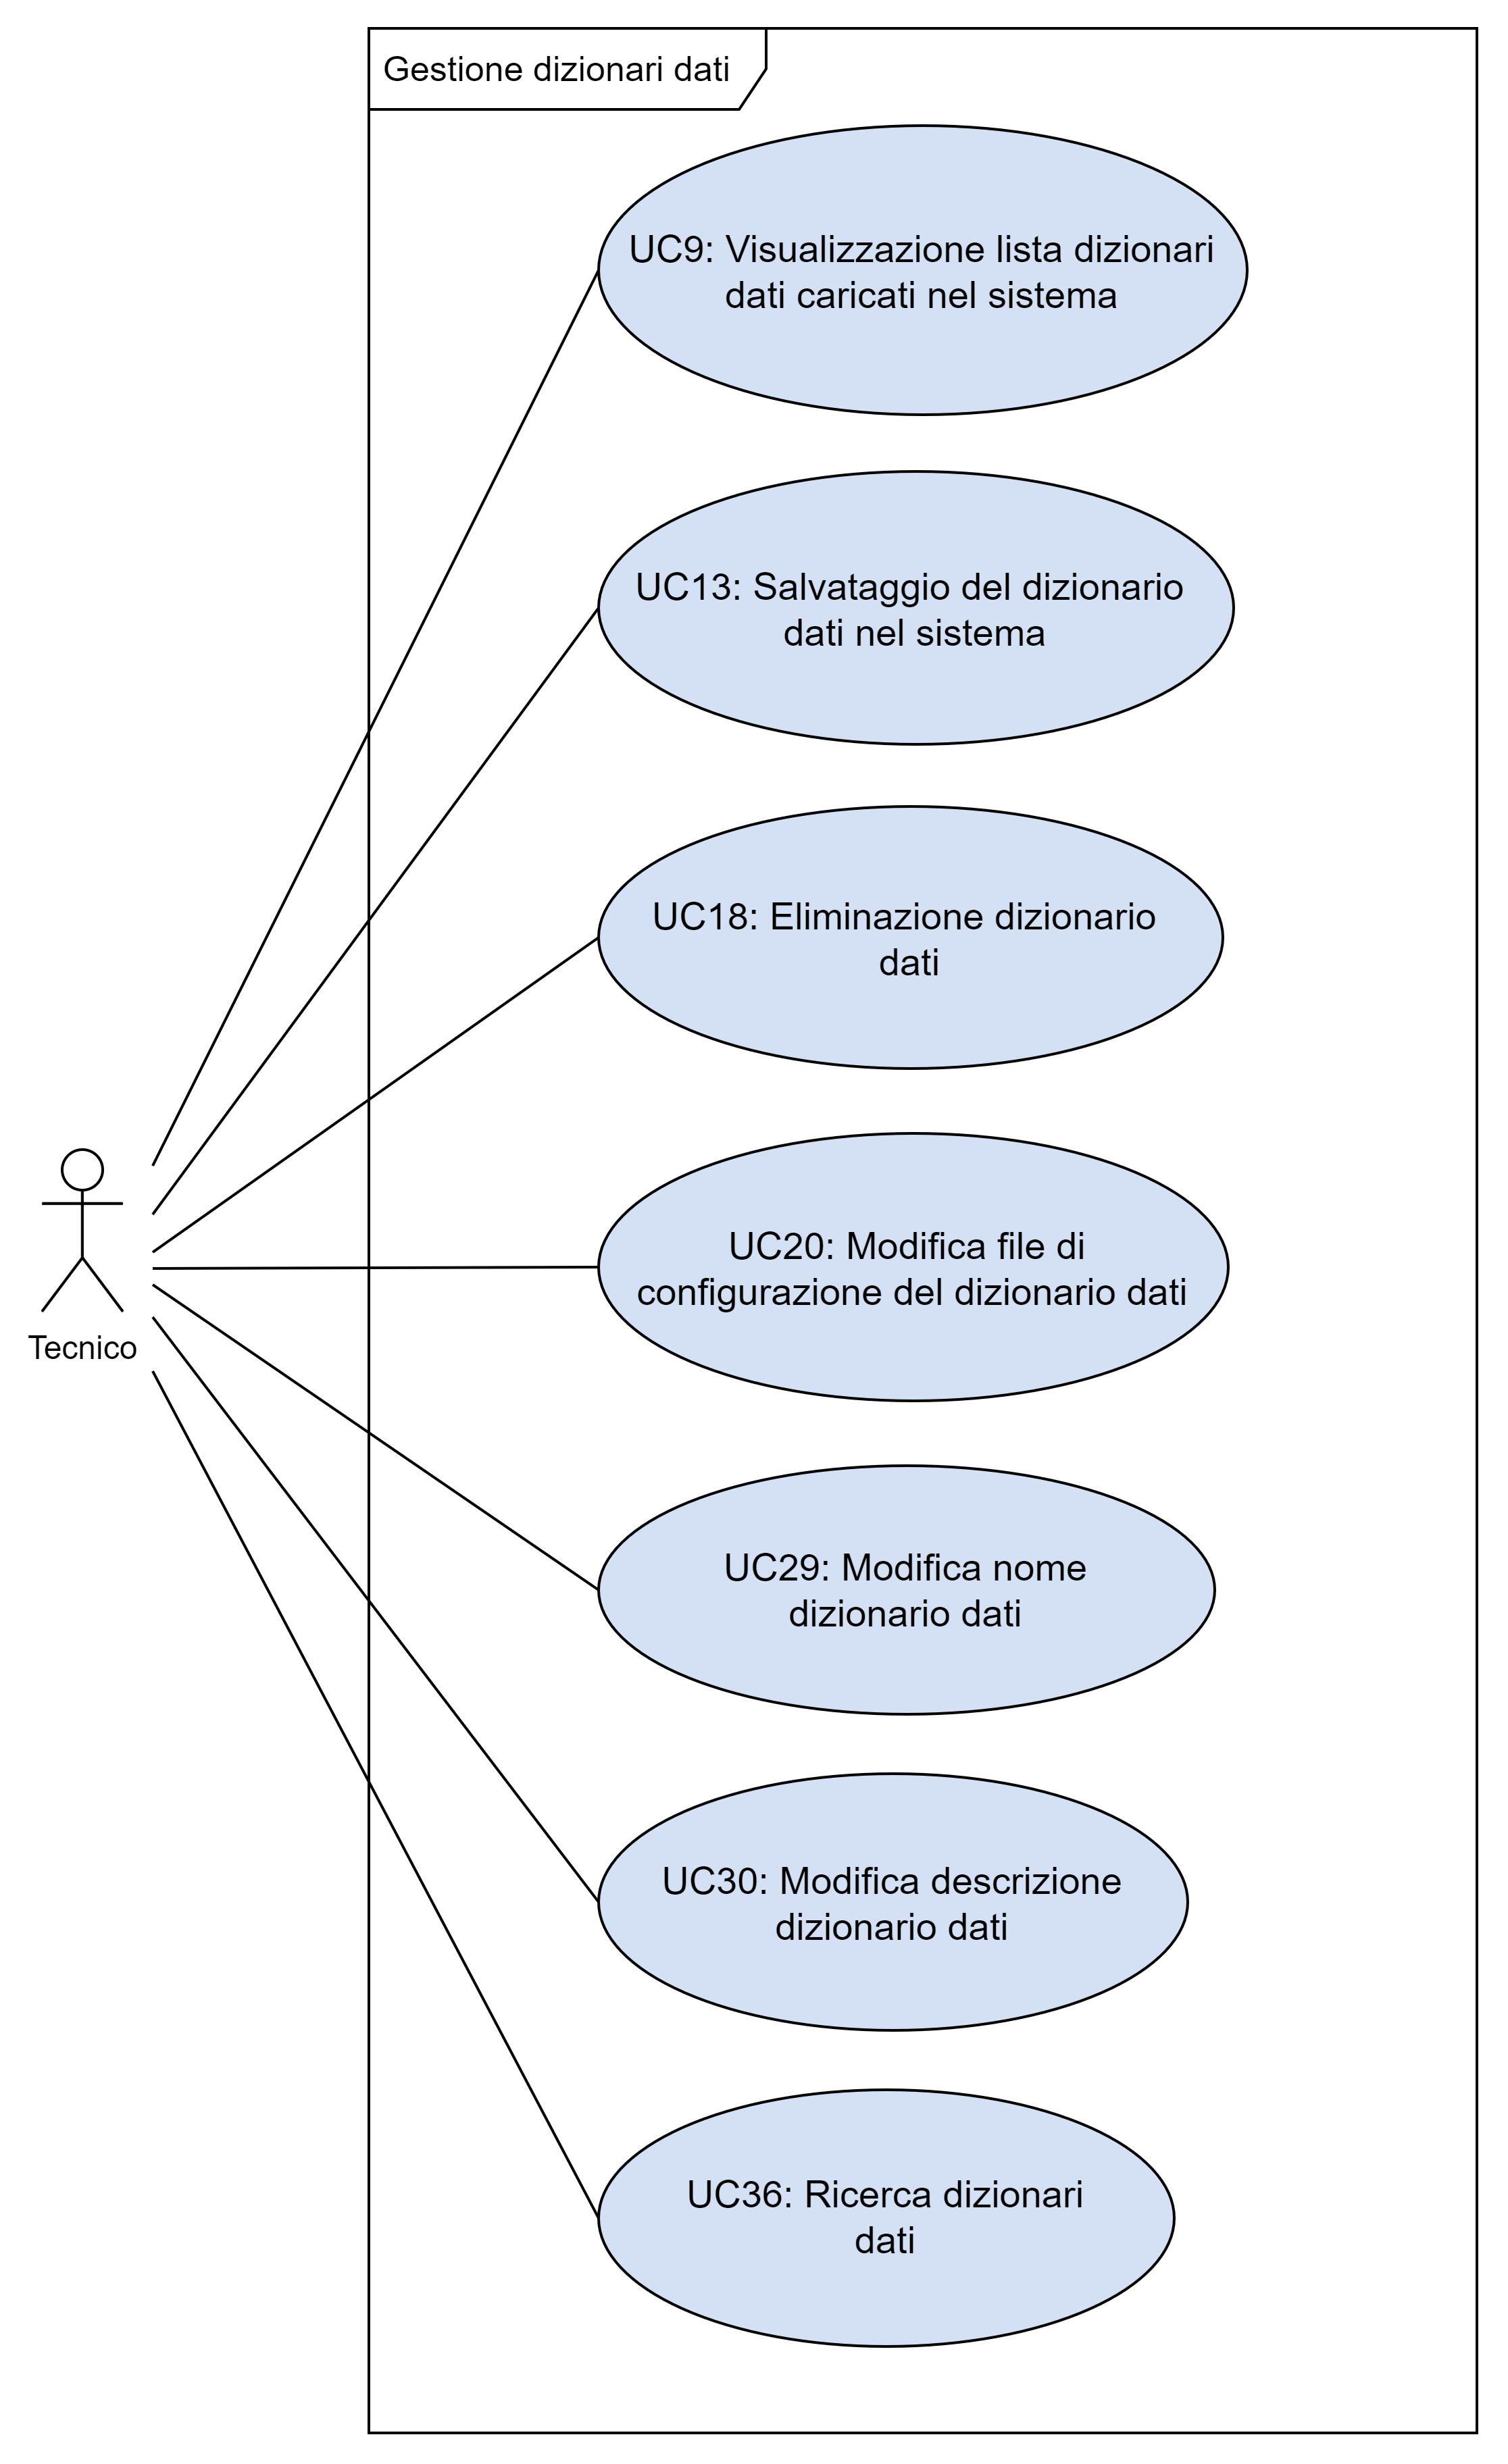 Gestione dizionari dati
UC9: Visualizzazione lista dizionari
dati caricati nel sistema
UC13: Salvataggio del dizionario
dati nel sistema
UC18: Eliminazione dizionario
dati
UC20: Modifica file di
configurazione del dizionario dati
Tecnico
UC29: Modifica nome
dizionario dati
UC30: Modifica descrizione
dizionario dati
UC36: Ricerca dizionari
dati